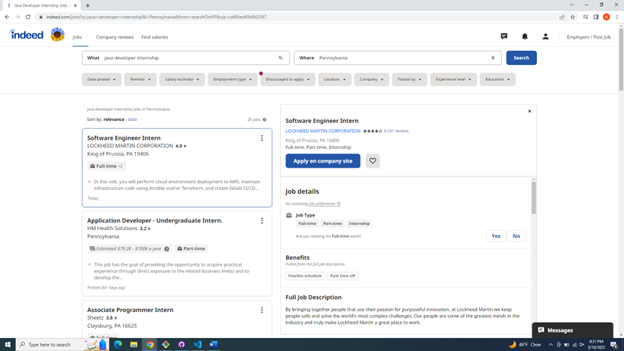 Java Developer Internship Jobs,
indeed.com/jobs?q=java+developer+internship&l=Pennsylvania&from=searchOnHP&vjk=caf06ed89b842567
indeed
Jobs
Company reviews
Find salaries
Employers / Post Job
What java developer internship
Where Pennsylvania
Search
Date posted
Remote
Salary estimate
Employment type
Encouraged to apply
Location
Company
Posted by
Experience level
Education
java developer internship jobs in Pennsylvania
Sort by: relevance - date
20 jobs
Software Engineer Intern
LOCKHEED MARTIN CORPORATION 4.0
King of Prussia, PA 19406
Full-time +2
In this role, you will perform cloud environment deployment to AWS, maintain
infrastructure code using Ansible and/or Terraform, and create Gitlab CI/CD...
Today
Application Developer - Undergraduate Intern.
HM Health Solutions 3.2
Pennsylvania
Estimated $79.2K - $100K a year
Part-time
This job has the goal of providing the opportunity to acquire practical
experience through direct exposure to the related business line(s) and to
develop the...
Posted 30+ days ago
Associate Programmer Intern
Sheetz 3.8
Claysburg, PA 16625
Software Engineer Intern
LOCKHEED MARTIN CORPORATION
9,141 reviews
King of Prussia, PA 19406
Full-time, Part-time, Internship
Apply on company site
Job details
No matching job preferences
Job Type
Full-time
Part-time
Internship
Are you looking for Full-time work?
Yes
No
Benefits
Pulled from the full job description
Flexible schedule
Paid time off
Full Job Description
By bringing together people that use their passion for purposeful innovation, at Lockheed Martin we keep
people safe and solve the world's most complex challenges. Our people are some of the greatest minds in the
industry and truly make Lockheed Martin a great place to work.
Messages
Type here to search
46°F Clear